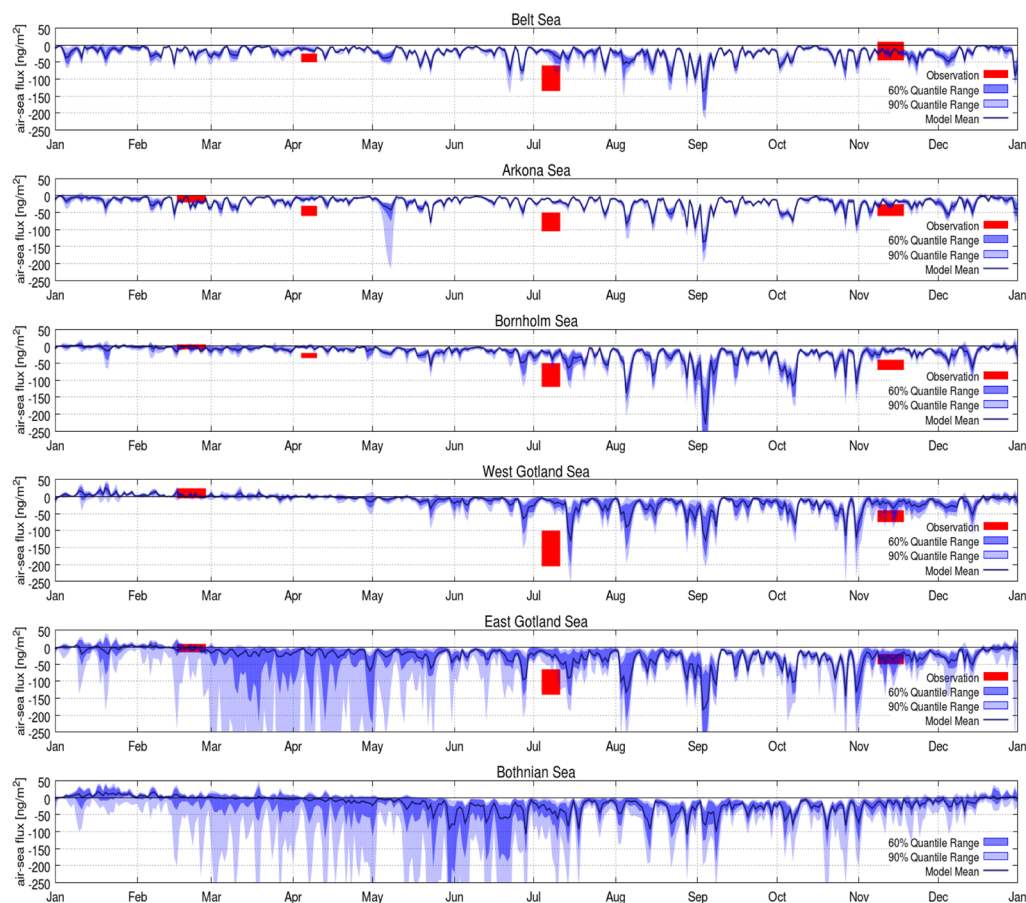 Belt Sea
air-sea flux [ng/m²]
50
0
-50
-100
-150
-200
-250
Observation
60% Quantile Range
90% Quantile Range
Model Mean
Jan Feb Mar Apr May Jun Jul Aug Sep Oct Nov Dec Jan
Arkona Sea
air-sea flux [ng/m²]
50
0
-50
-100
-150
-200
-250
Observation
60% Quantile Range
90% Quantile Range
Model Mean
Jan Feb Mar Apr May Jun Jul Aug Sep Oct Nov Dec Jan
Bornholm Sea
air-sea flux [ng/m²]
50
0
-50
-100
-150
-200
-250
Observation
60% Quantile Range
90% Quantile Range
Model Mean
Jan Feb Mar Apr May Jun Jul Aug Sep Oct Nov Dec Jan
West Gotland Sea
air-sea flux [ng/m²]
50
0
-50
-100
-150
-200
-250
Observation
60% Quantile Range
90% Quantile Range
Model Mean
Jan Feb Mar Apr May Jun Jul Aug Sep Oct Nov Dec Jan
East Gotland Sea
air-sea flux [ng/m²]
50
0
-50
-100
-150
-200
-250
Observation
60% Quantile Range
90% Quantile Range
Model Mean
Jan Feb Mar Apr May Jun Jul Aug Sep Oct Nov Dec Jan
Bothnian Sea
air-sea flux [ng/m²]
50
0
-50
-100
-150
-200
-250
60% Quantile Range
90% Quantile Range
Model Mean
Jan Feb Mar Apr May Jun Jul Aug Sep Oct Nov Dec Jan